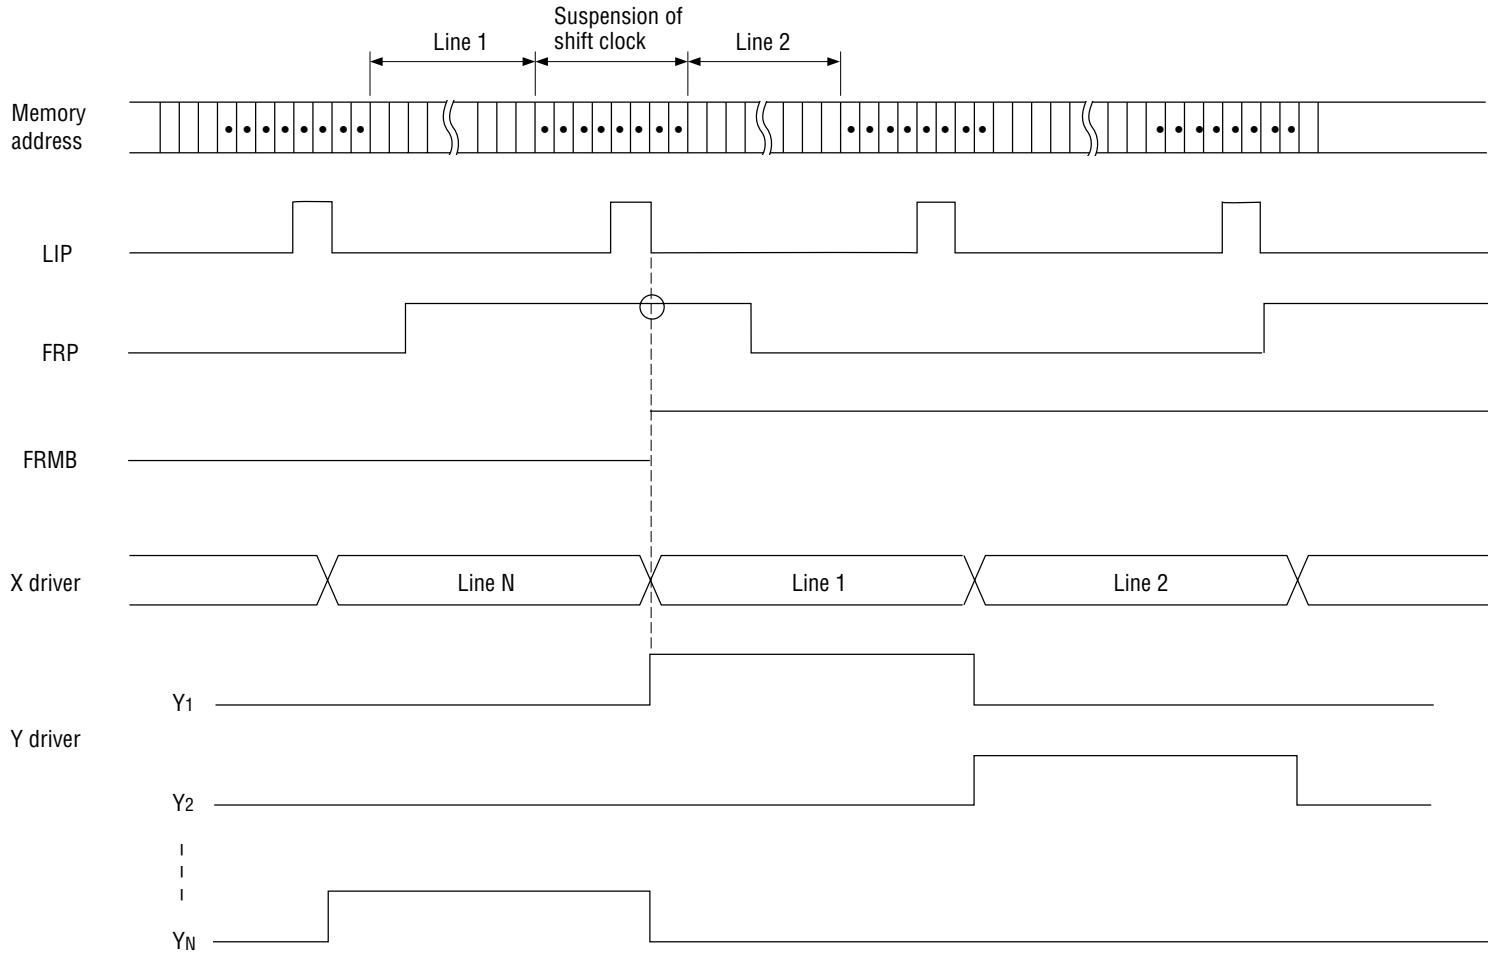 Suspension of
shift clock
Line 1
Line 2
Memory
address
LIP
FRP
FRMB
X driver
Line N
Line 1
Line 2
Y1
Y driver
Y2
YN